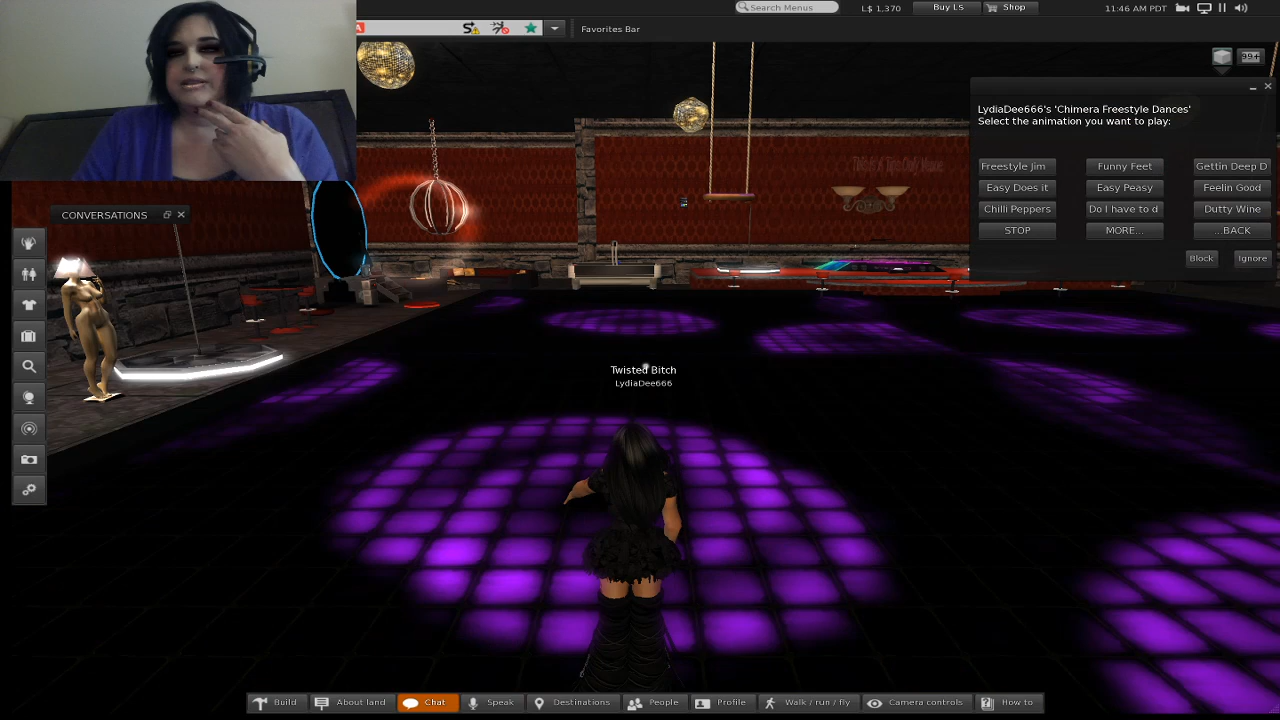 Search Menus
L$ 1,370
Buy L$
Shop
11:46 AM PDT
Favorites Bar
99+
LydiaDee666's 'Chimera Freestyle Dances'
Select the animation you want to play:
Freestyle Jim
Funny Feet
Gettin Deep D
Easy Does it
Easy Peasy
Feelin Good
Chilli Peppers
Do I have to d
Dutty Wine
STOP
MORE...
...BACK
Block
Ignore
CONVERSATIONS
Twisted Bitch
LydiaDee666
Build
About land
Chat
Speak
Destinations
People
Profile
Walk / run / fly
Camera controls
How to